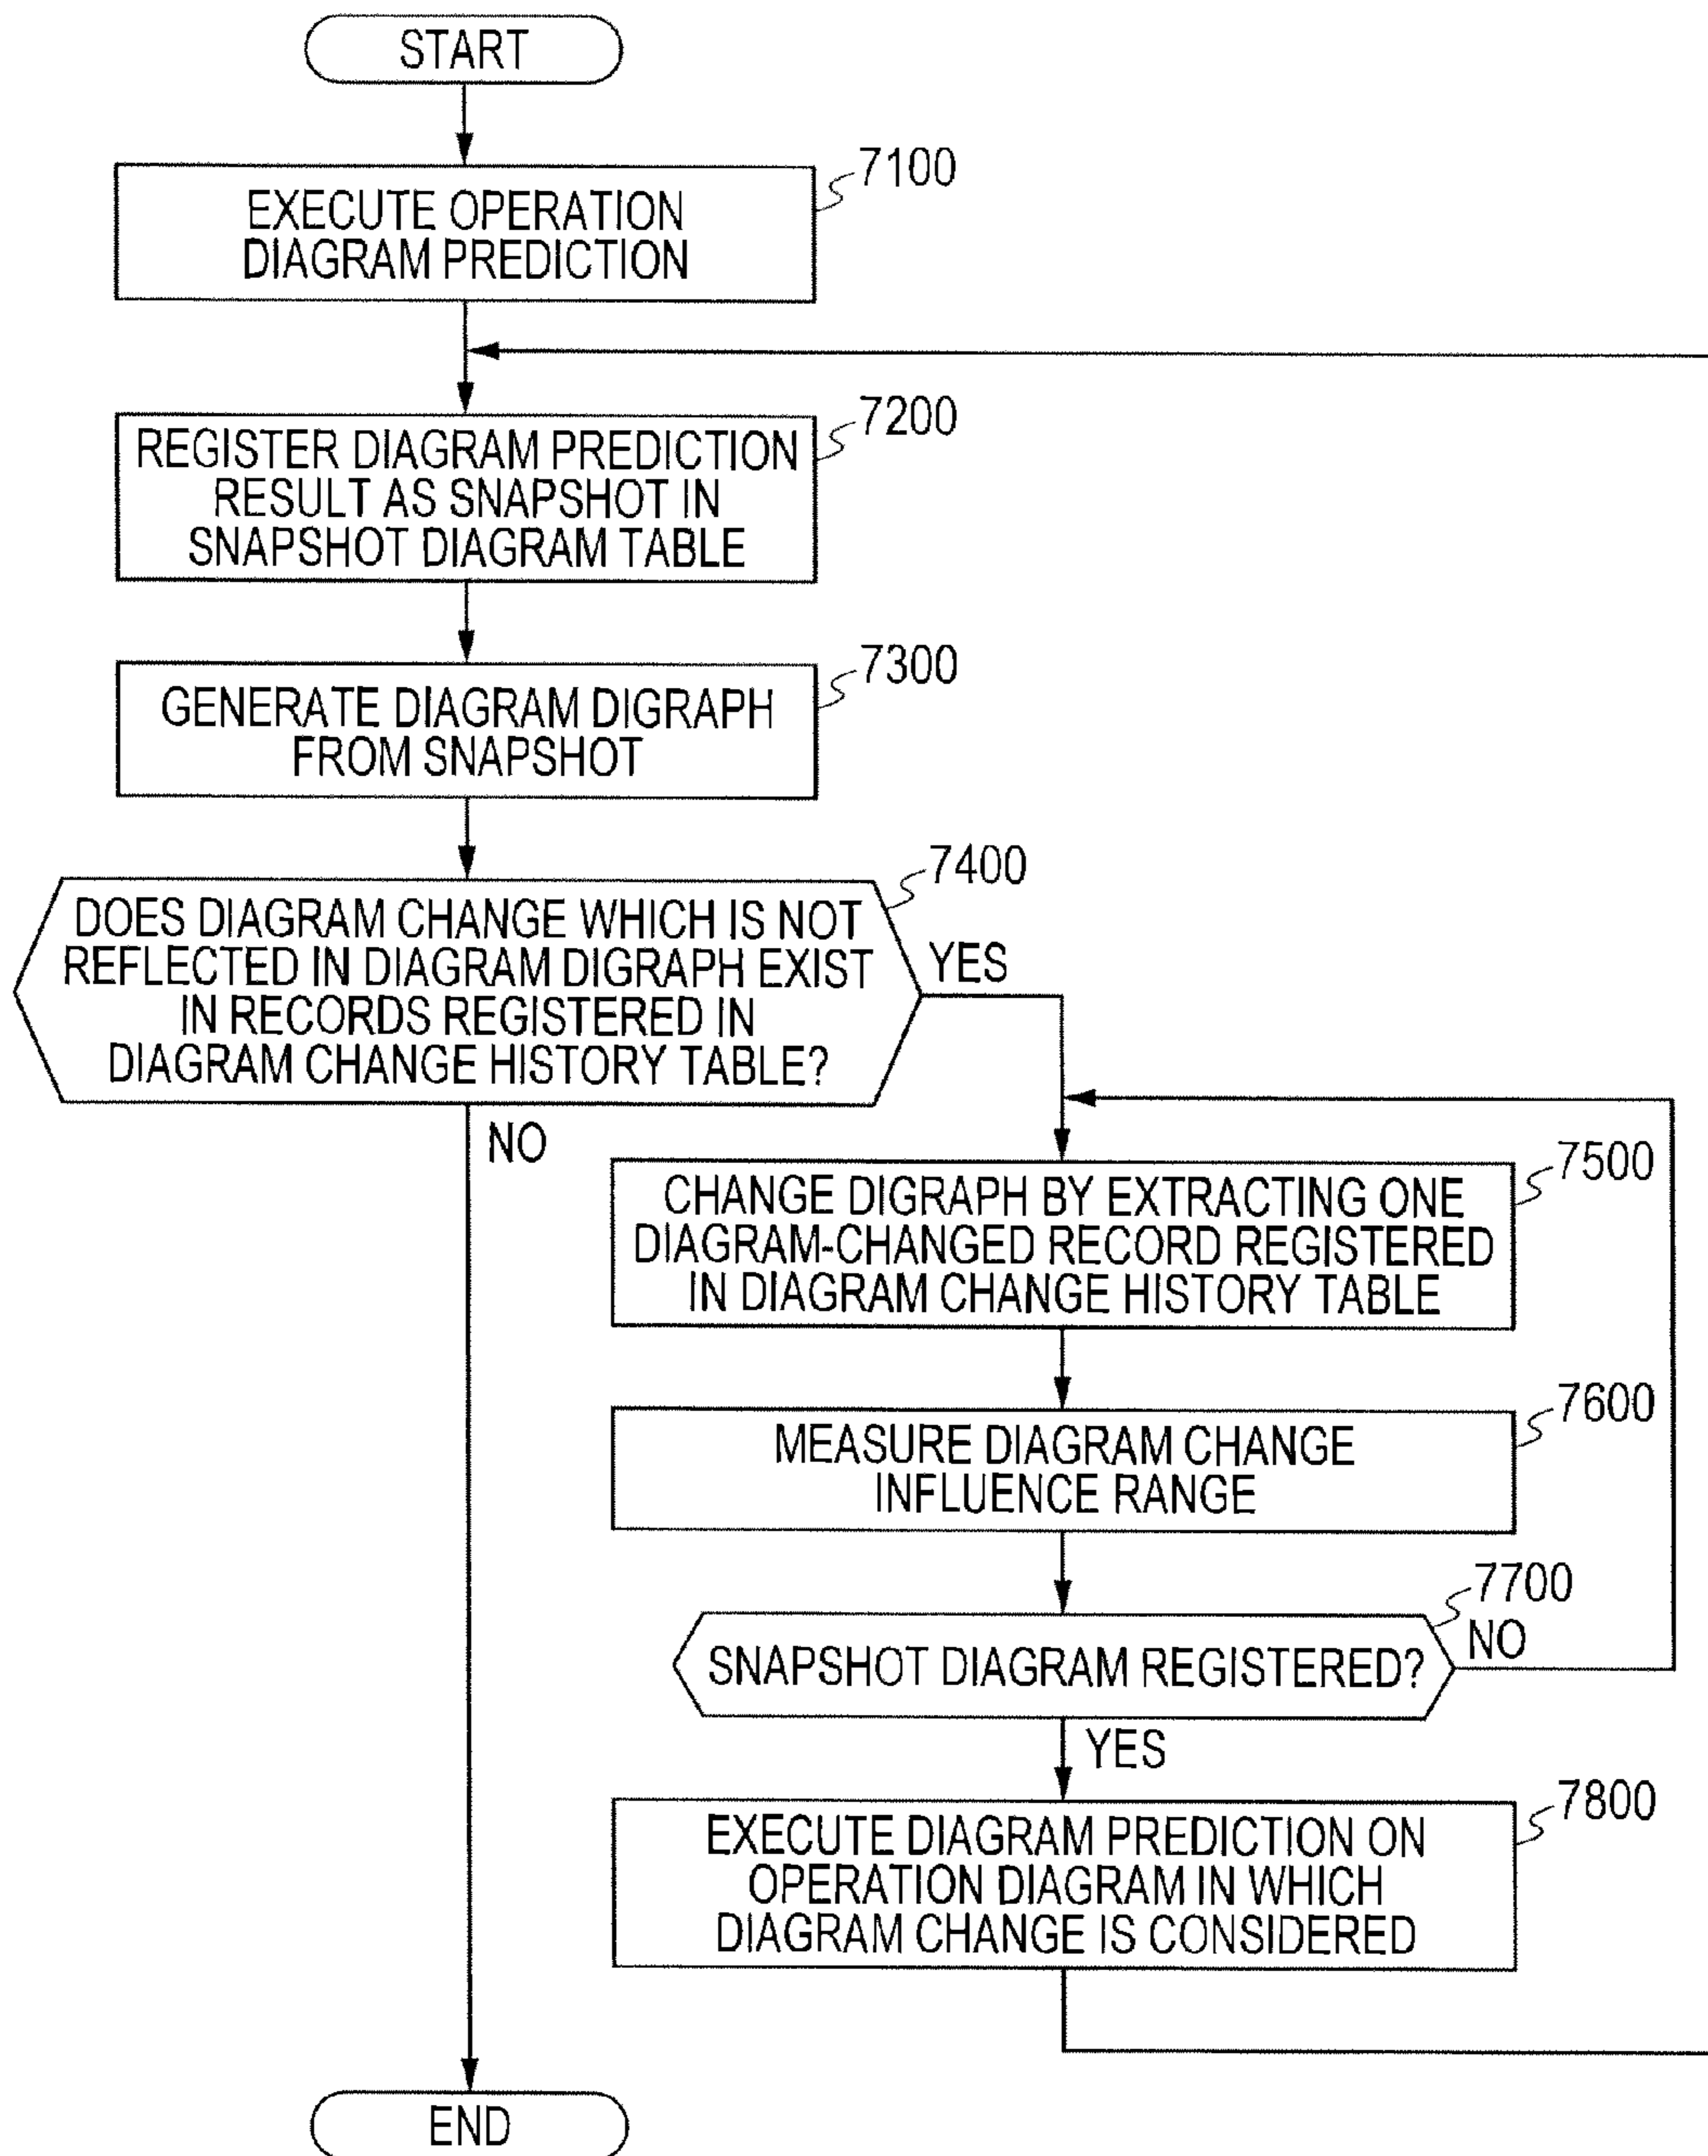 START
7100
EXECUTE OPERATION
DIAGRAM PREDICTION
7200
REGISTER DIAGRAM PREDICTION
RESULT AS SNAPSHOT IN
SNAPSHOT DIAGRAM TABLE
7300
GENERATE DIAGRAM DIGRAPH
FROM SNAPSHOT
7400
DOES DIAGRAM CHANGE WHICH IS NOT
REFLECTED IN DIAGRAM DIGRAPH EXIST
IN RECORDS REGISTERED IN
DIAGRAM CHANGE HISTORY TABLE?
YES
NO
7500
CHANGE DIGRAPH BY EXTRACTING ONE
DIAGRAM-CHANGED RECORD REGISTERED
IN DIAGRAM CHANGE HISTORY TABLE
7600
MEASURE DIAGRAM CHANGE
INFLUENCE RANGE
7700
SNAPSHOT DIAGRAM REGISTERED?
NO
YES
7800
EXECUTE DIAGRAM PREDICTION ON
OPERATION DIAGRAM IN WHICH
DIAGRAM CHANGE IS CONSIDERED
END